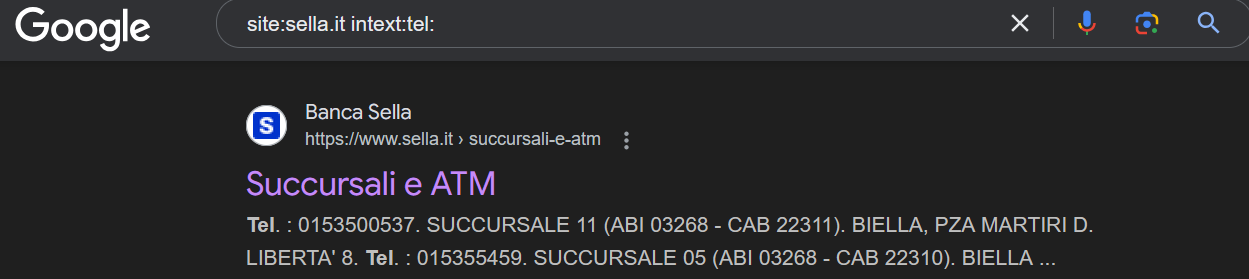 Google
site:sella.it intext:tel:
S
Banca Sella
https://www.sella.it › succursali-e-atm
Succursali e ATM
Tel. : 0153500537. SUCCURSALE 11 (ABI 03268 - CAB 22311). BIELLA, PZA MARTIRI D.
LIBERTA' 8. Tel. : 015355459. SUCCURSALE 05 (ABI 03268 - CAB 22310). BIELLA ...